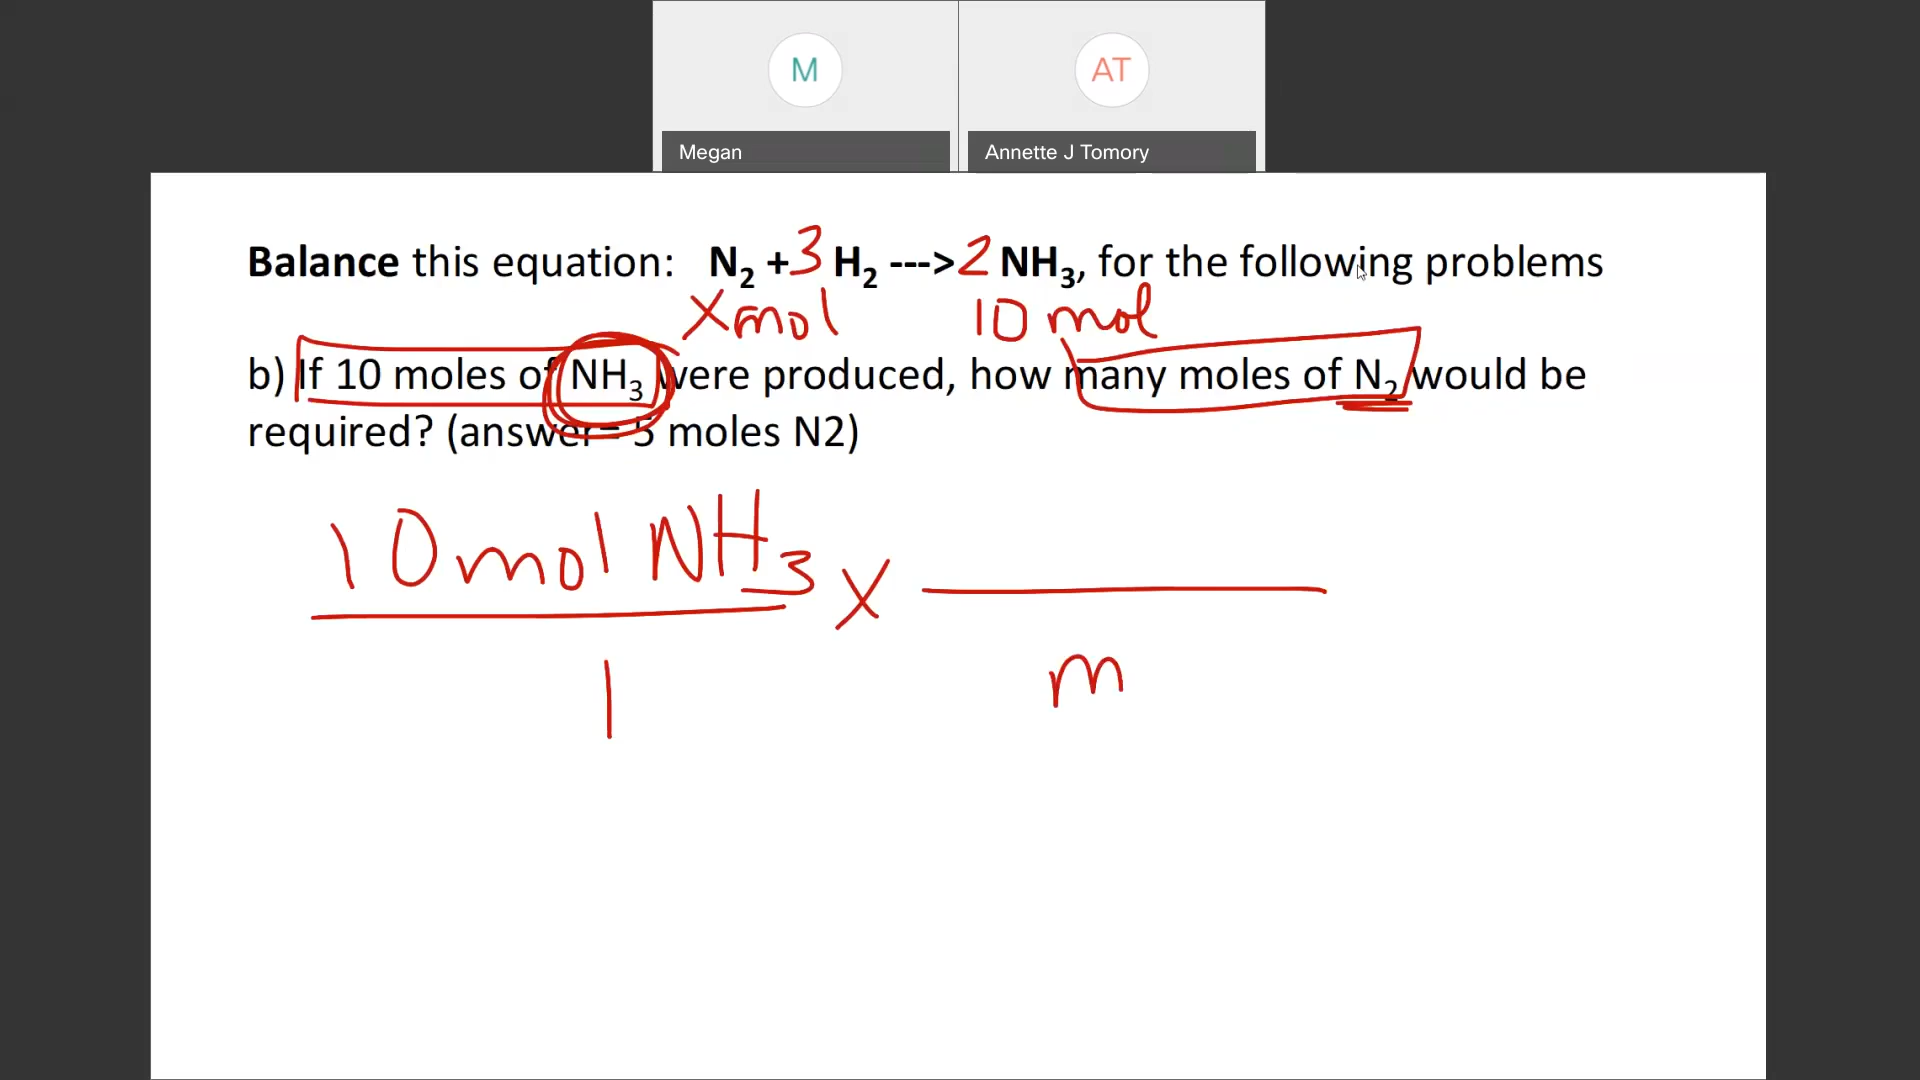 M AT
Megan Annette J Tomory
Balance this equation: N₂ + 3 H₂ ---> 2 NH₃, for the following problems
x mol 10 mol
b) If 10 moles of NH₃ were produced, how many moles of N₂ would be
required? (answer= 5 moles N2)
10 mol NH₃ x
1 m